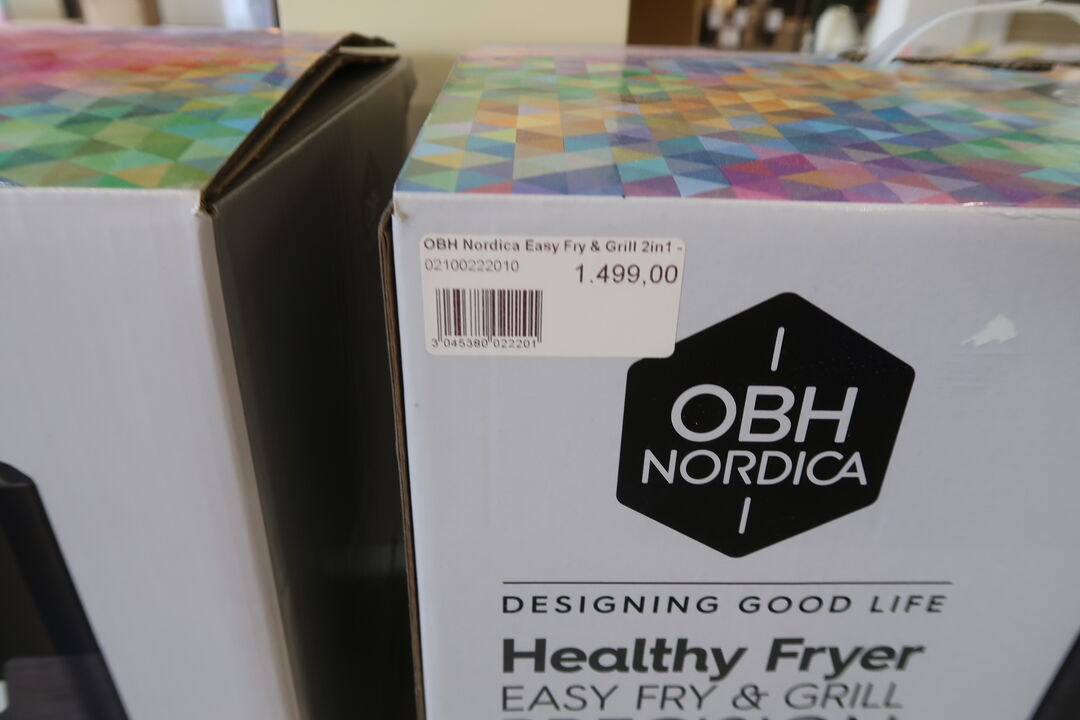 OBH Nordica Easy Fry & Grill 2in1 -
02100222010
1.499,00
3 045380 022201
OBH
NORDICA
DESIGNING GOOD LIFE
Healthy Fryer
EASY FRY & GRILL
PRECISION